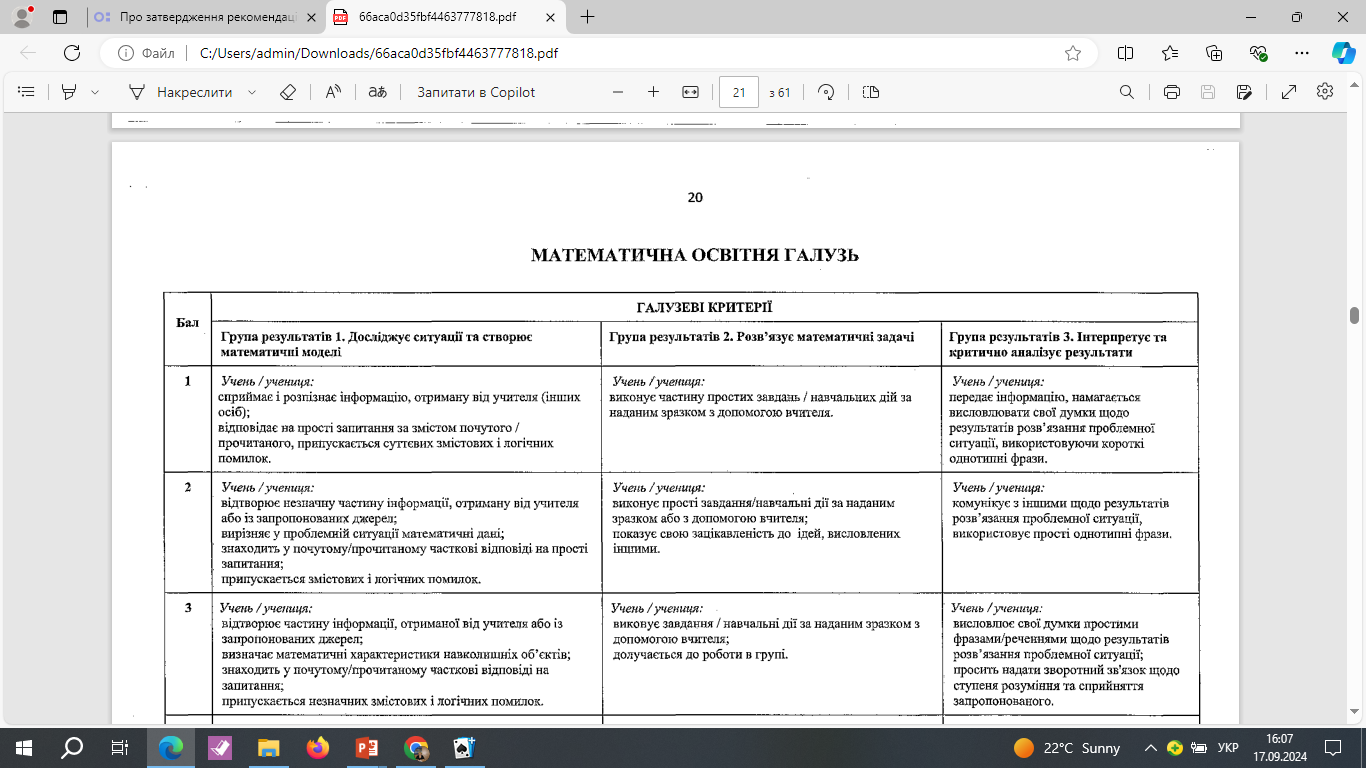 Про затвердження рекомендаці
66aca0d35fbf4463777818.pdf
Файл
C:/Users/admin/Downloads/66aca0d35fbf4463777818.pdf
Накреслити
Запитати в Copilot
21
з 61
20
МАТЕМАТИЧНА ОСВІТНЯ ГАЛУЗЬ
Бал
ГАЛУЗЕВІ КРИТЕРІЇ
Група результатів 1. Досліджує ситуації та створює
математичні моделі
Група результатів 2. Розв’язує математичні задачі
Група результатів 3. Інтерпретує та
критично аналізує результати
1
Учень / учениця:
сприймає і розпізнає інформацію, отриману від учителя (інших
осіб);
відповідає на прості запитання за змістом почутого /
прочитаного, припускається суттєвих змістових і логічних
помилок.
Учень / учениця:
виконує частину простих завдань / навчальних дій за
наданим зразком з допомогою вчителя.
Учень / учениця:
передає інформацію, намагається
висловлювати свої думки щодо
результатів розв’язання проблемної
ситуації, використовуючи короткі
однотипні фрази.
2
Учень / учениця:
відтворює незначну частину інформації, отриману від учителя
або із запропонованих джерел;
вирізняє у проблемній ситуації математичні дані;
знаходить у почутому/прочитаному часткові відповіді на прості
запитання;
припускається змістових і логічних помилок.
Учень / учениця:
виконує прості завдання/навчальні дії за наданим
зразком або з допомогою вчителя;
показує свою зацікавленість до ідей, висловлених
іншими.
Учень / учениця:
комунікує з іншими щодо результатів
розв’язання проблемної ситуації,
використовує прості однотипні фрази.
3
Учень / учениця:
відтворює частину інформації, отриманої від учителя або із
запропонованих джерел;
визначає математичні характеристики навколишніх об’єктів;
знаходить у почутому/прочитаному часткові відповіді на
запитання;
припускається незначних змістових і логічних помилок.
Учень / учениця:
виконує завдання / навчальні дії за наданим зразком з
допомогою вчителя;
долучається до роботи в групі.
Учень / учениця:
висловлює свої думки простими
фразами/реченнями щодо результатів
розв’язання проблемної ситуації;
просить надати зворотний зв’язок щодо
ступеня розуміння та сприйняття
запропонованого.
22°C Sunny
УКР
16:07
17.09.2024